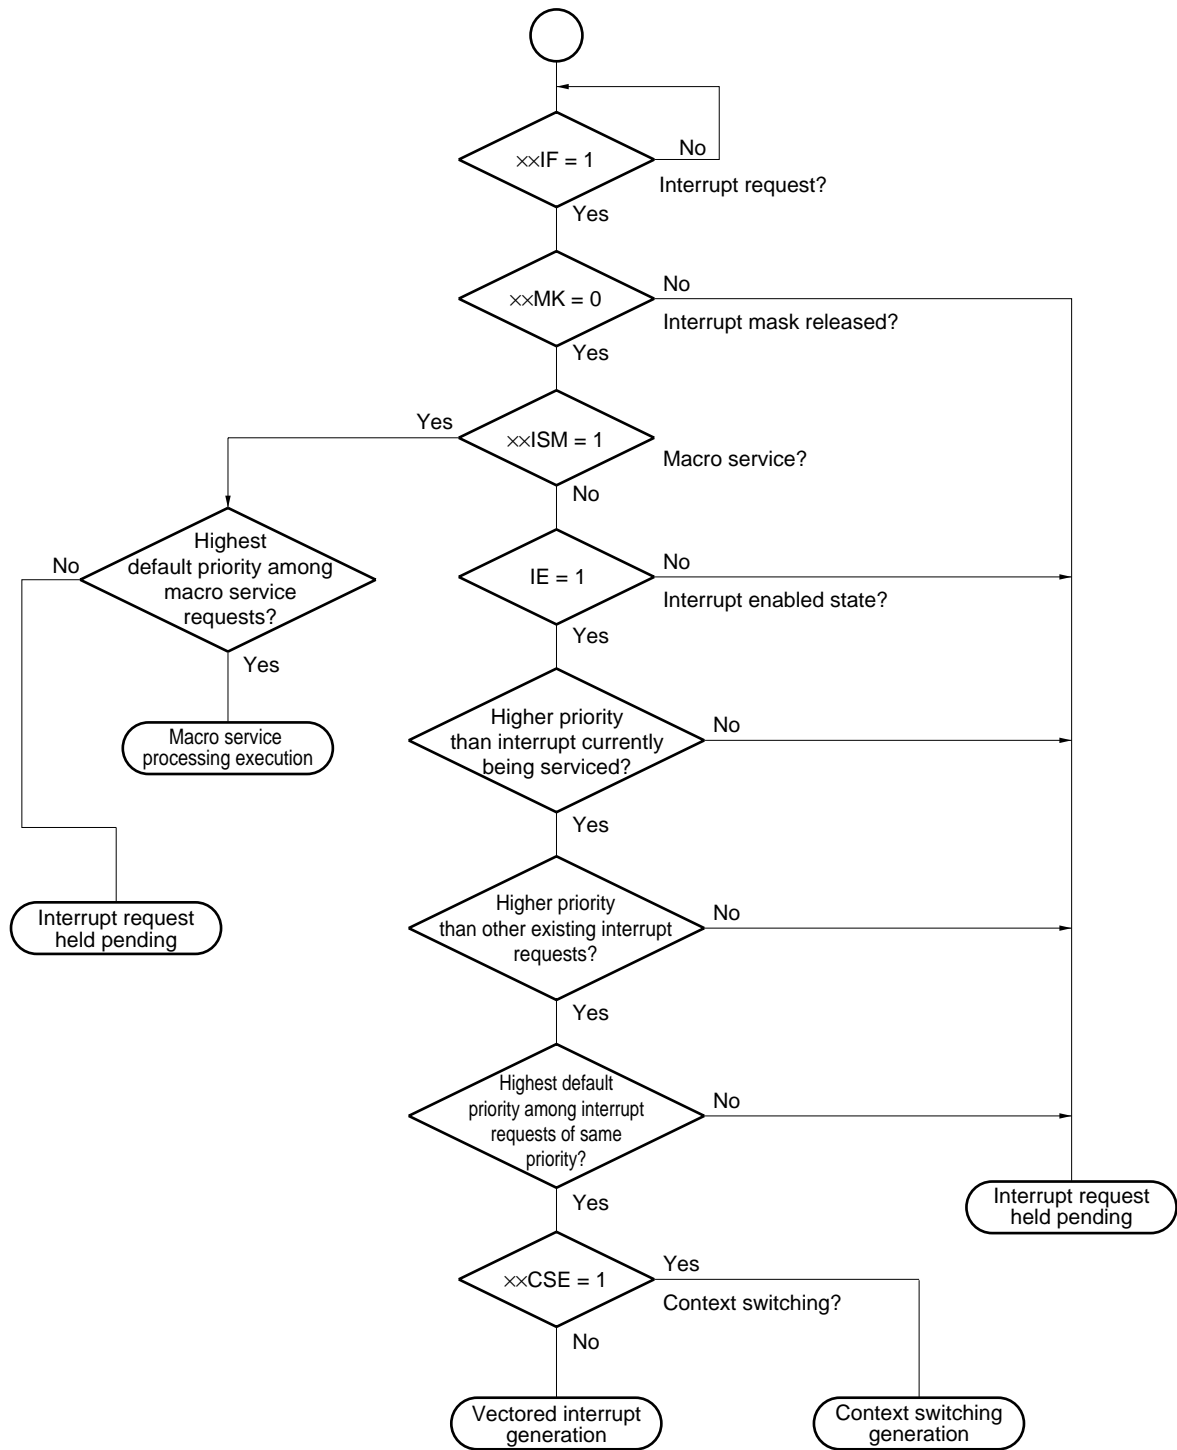 ××IF = 1
No
Interrupt request?
Yes
××MK = 0
No
Interrupt mask released?
Yes
Yes
××ISM = 1
Macro service?
No
Highest
default priority among
macro service
requests?
No
Yes
IE = 1
No
Interrupt enabled state?
Yes
Macro service
processing execution
Higher priority
than interrupt currently
being serviced?
No
Yes
Interrupt request
held pending
Higher priority
than other existing interrupt
requests?
No
Yes
Highest default
priority among interrupt
requests of same
priority?
No
Yes
Interrupt request
held pending
××CSE = 1
Yes
Context switching?
No
Vectored interrupt
generation
Context switching
generation